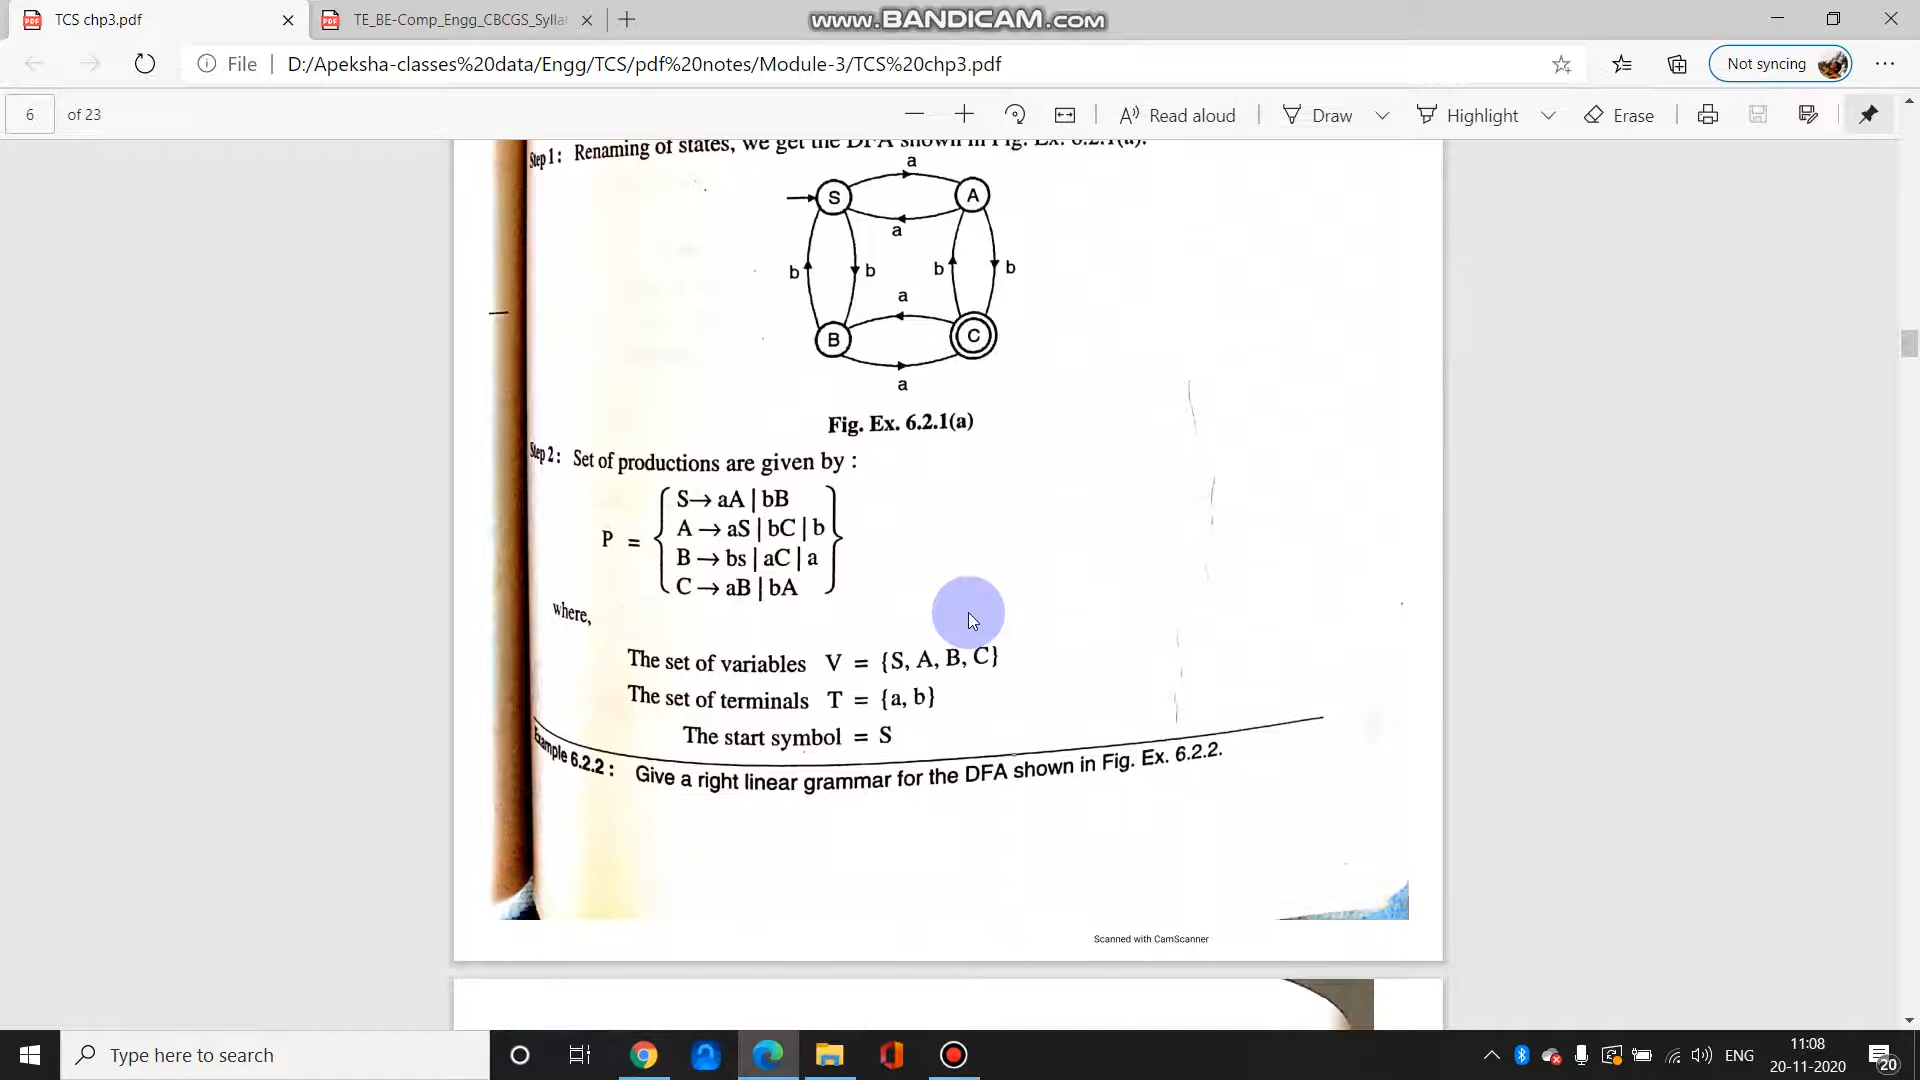 TCS chp3.pdf
TE_BE-Comp_Engg_CBCGS_Sylla
www.BANDICAM.com
File
D:/Apeksha-classes%20data/Engg/TCS/pdf%20notes/Module-3/TCS%20chp3.pdf
Not syncing
6 of 23
Read aloud
Draw
Highlight
Erase
Step 1 : Renaming of states, we get the DFA shown in Fig. Ex. 6.2.1(a).
a
S A
a
b b b b
a
B C
a
Fig. Ex. 6.2.1(a)
Step 2 : Set of productions are given by :
S→ aA | bB
A → aS | bC | b
P =
B → bs | aC | a
C → aB | bA
where,
The set of variables V = {S, A, B, C}
The set of terminals T = {a, b}
The start symbol = S
Example 6.2.2 : Give a right linear grammar for the DFA shown in Fig. Ex. 6.2.2.
Scanned with CamScanner
Type here to search
ENG
11:08
20-11-2020
20